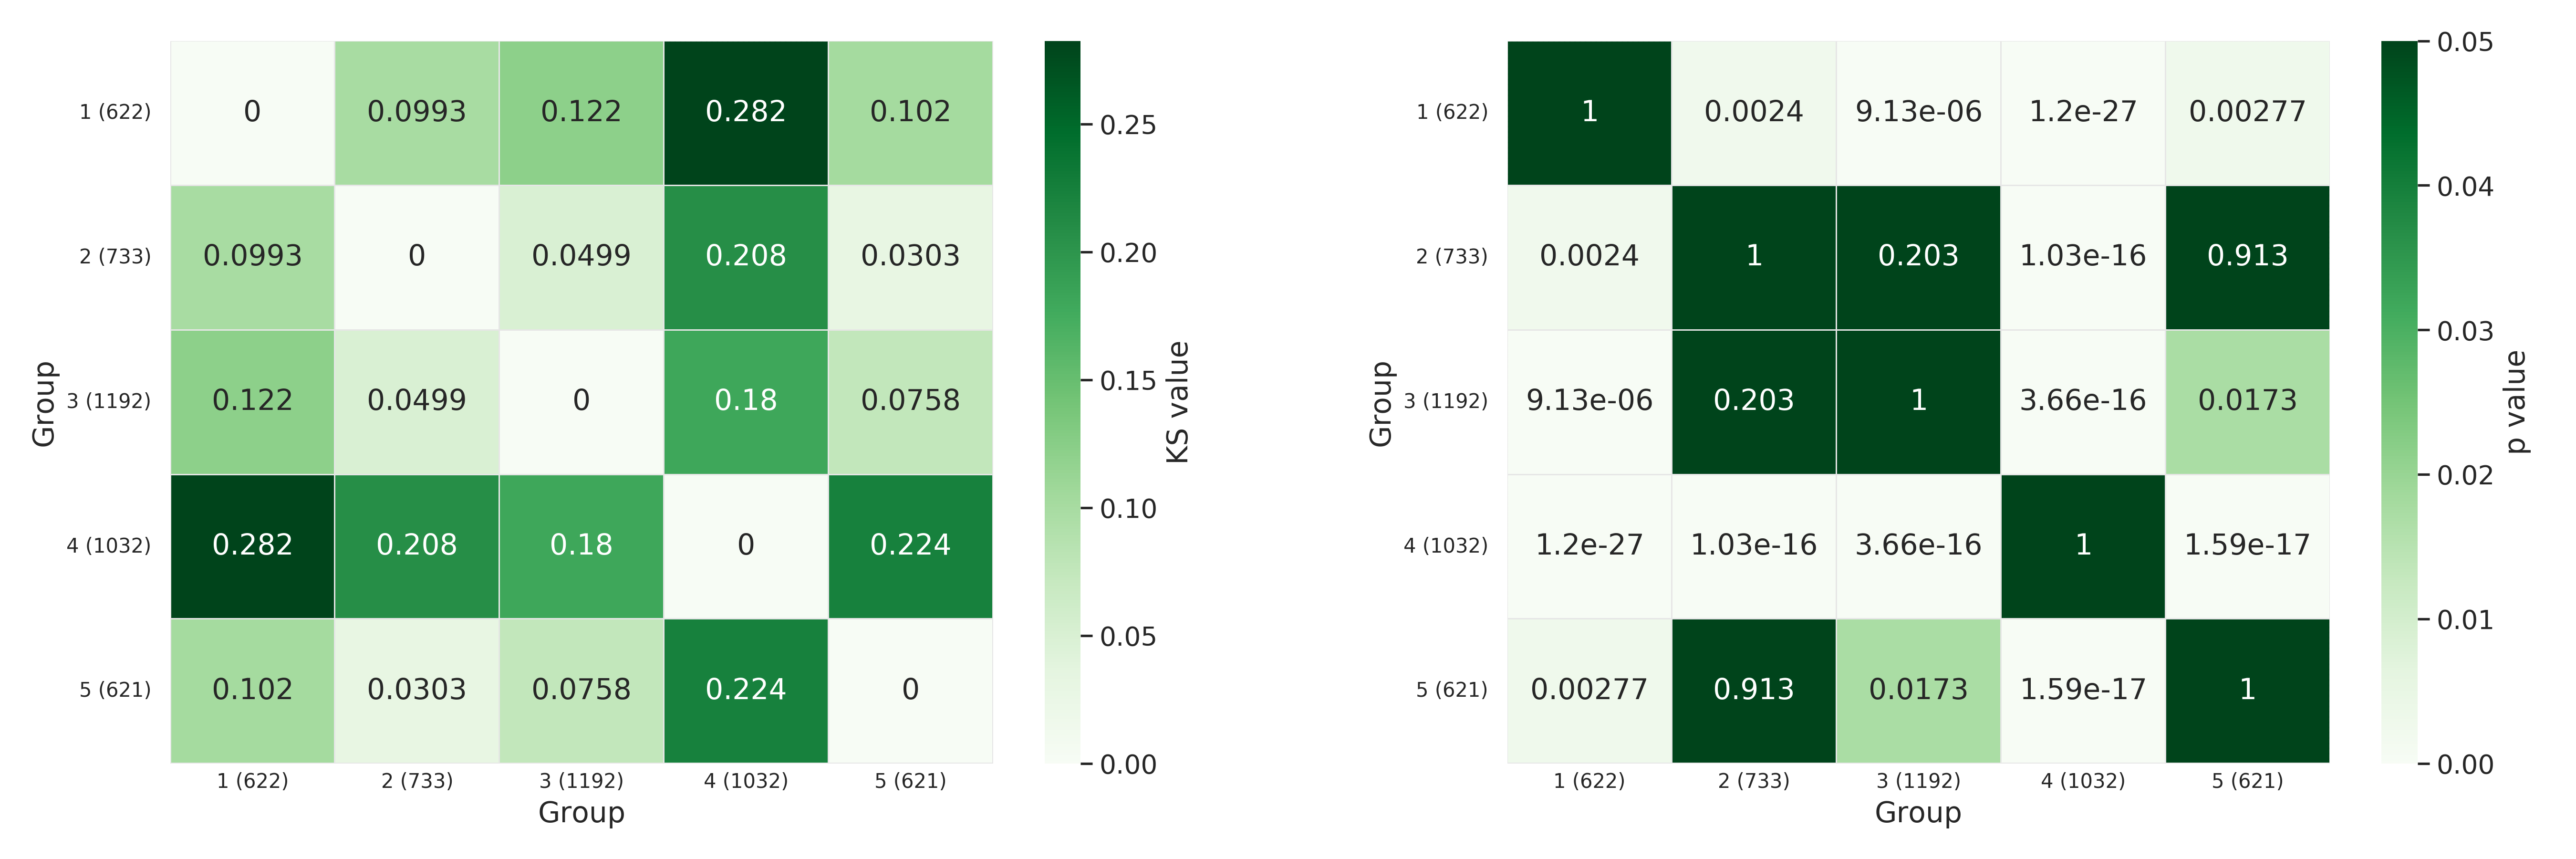 1 (622) 0 0.0993 0.122 0.282 0.102
2 (733) 0.0993 0 0.0499 0.208 0.0303
3 (1192) 0.122 0.0499 0 0.18 0.0758
4 (1032) 0.282 0.208 0.18 0 0.224
5 (621) 0.102 0.0303 0.0758 0.224 0
1 (622) 2 (733) 3 (1192) 4 (1032) 5 (621)
Group
Group
0.25
0.20
0.15
0.10
0.05
0.00
KS value
1 (622) 1 0.0024 9.13e-06 1.2e-27 0.00277
2 (733) 0.0024 1 0.203 1.03e-16 0.913
3 (1192) 9.13e-06 0.203 1 3.66e-16 0.0173
4 (1032) 1.2e-27 1.03e-16 3.66e-16 1 1.59e-17
5 (621) 0.00277 0.913 0.0173 1.59e-17 1
1 (622) 2 (733) 3 (1192) 4 (1032) 5 (621)
Group
Group
0.05
0.04
0.03
0.02
0.01
0.00
p value